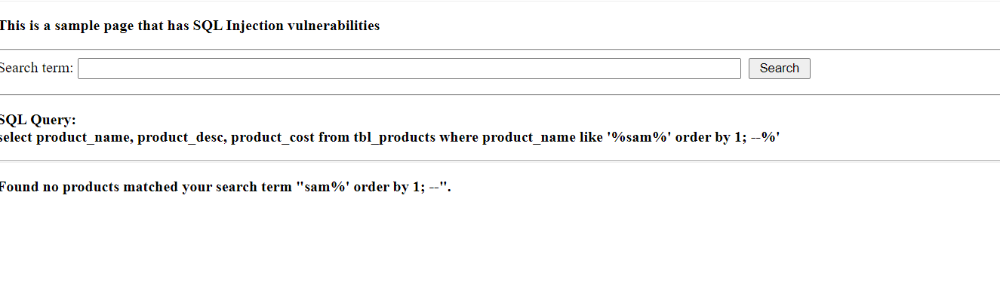 This is a sample page that has SQL Injection vulnerabilities
Search term: Search
SQL Query:
select product_name, product_desc, product_cost from tbl_products where product_name like '%sam%' order by 1; --%'
Found no products matched your search term "sam%' order by 1; --".